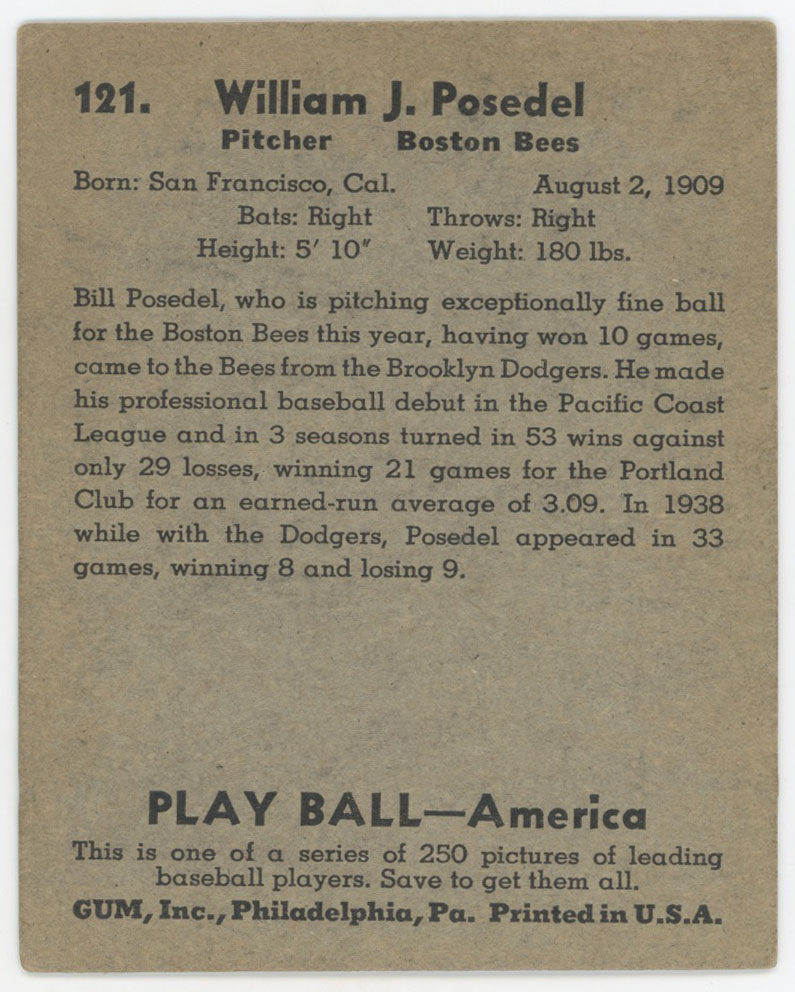 121. William J. Posedel
Pitcher Boston Bees
Born: San Francisco, Cal. August 2, 1909
Bats: Right Throws: Right
Height: 5′ 10″ Weight: 180 lbs.
Bill Posedel, who is pitching exceptionally fine ball
for the Boston Bees this year, having won 10 games,
came to the Bees from the Brooklyn Dodgers. He made
his professional baseball debut in the Pacific Coast
League and in 3 seasons turned in 53 wins against
only 29 losses, winning 21 games for the Portland
Club for an earned-run average of 3.09. In 1938
while with the Dodgers, Posedel appeared in 33
games, winning 8 and losing 9.
PLAY BALL—America
This is one of a series of 250 pictures of leading
baseball players. Save to get them all.
GUM, Inc., Philadelphia, Pa. Printed in U.S.A.